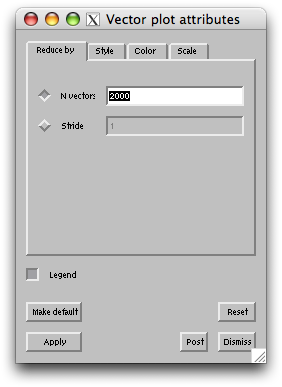 X Vector plot attributes
Reduce by Style Color Scale
N vectors 2000
Stride 1
Legend
Make default Reset
Apply Post Dismiss